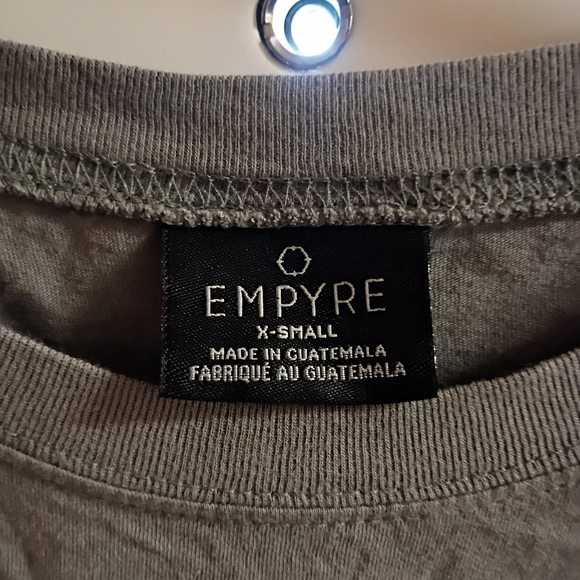 EMPYRE
X-SMALL
MADE IN GUATEMALA
FABRIQUÉ AU GUATEMALA